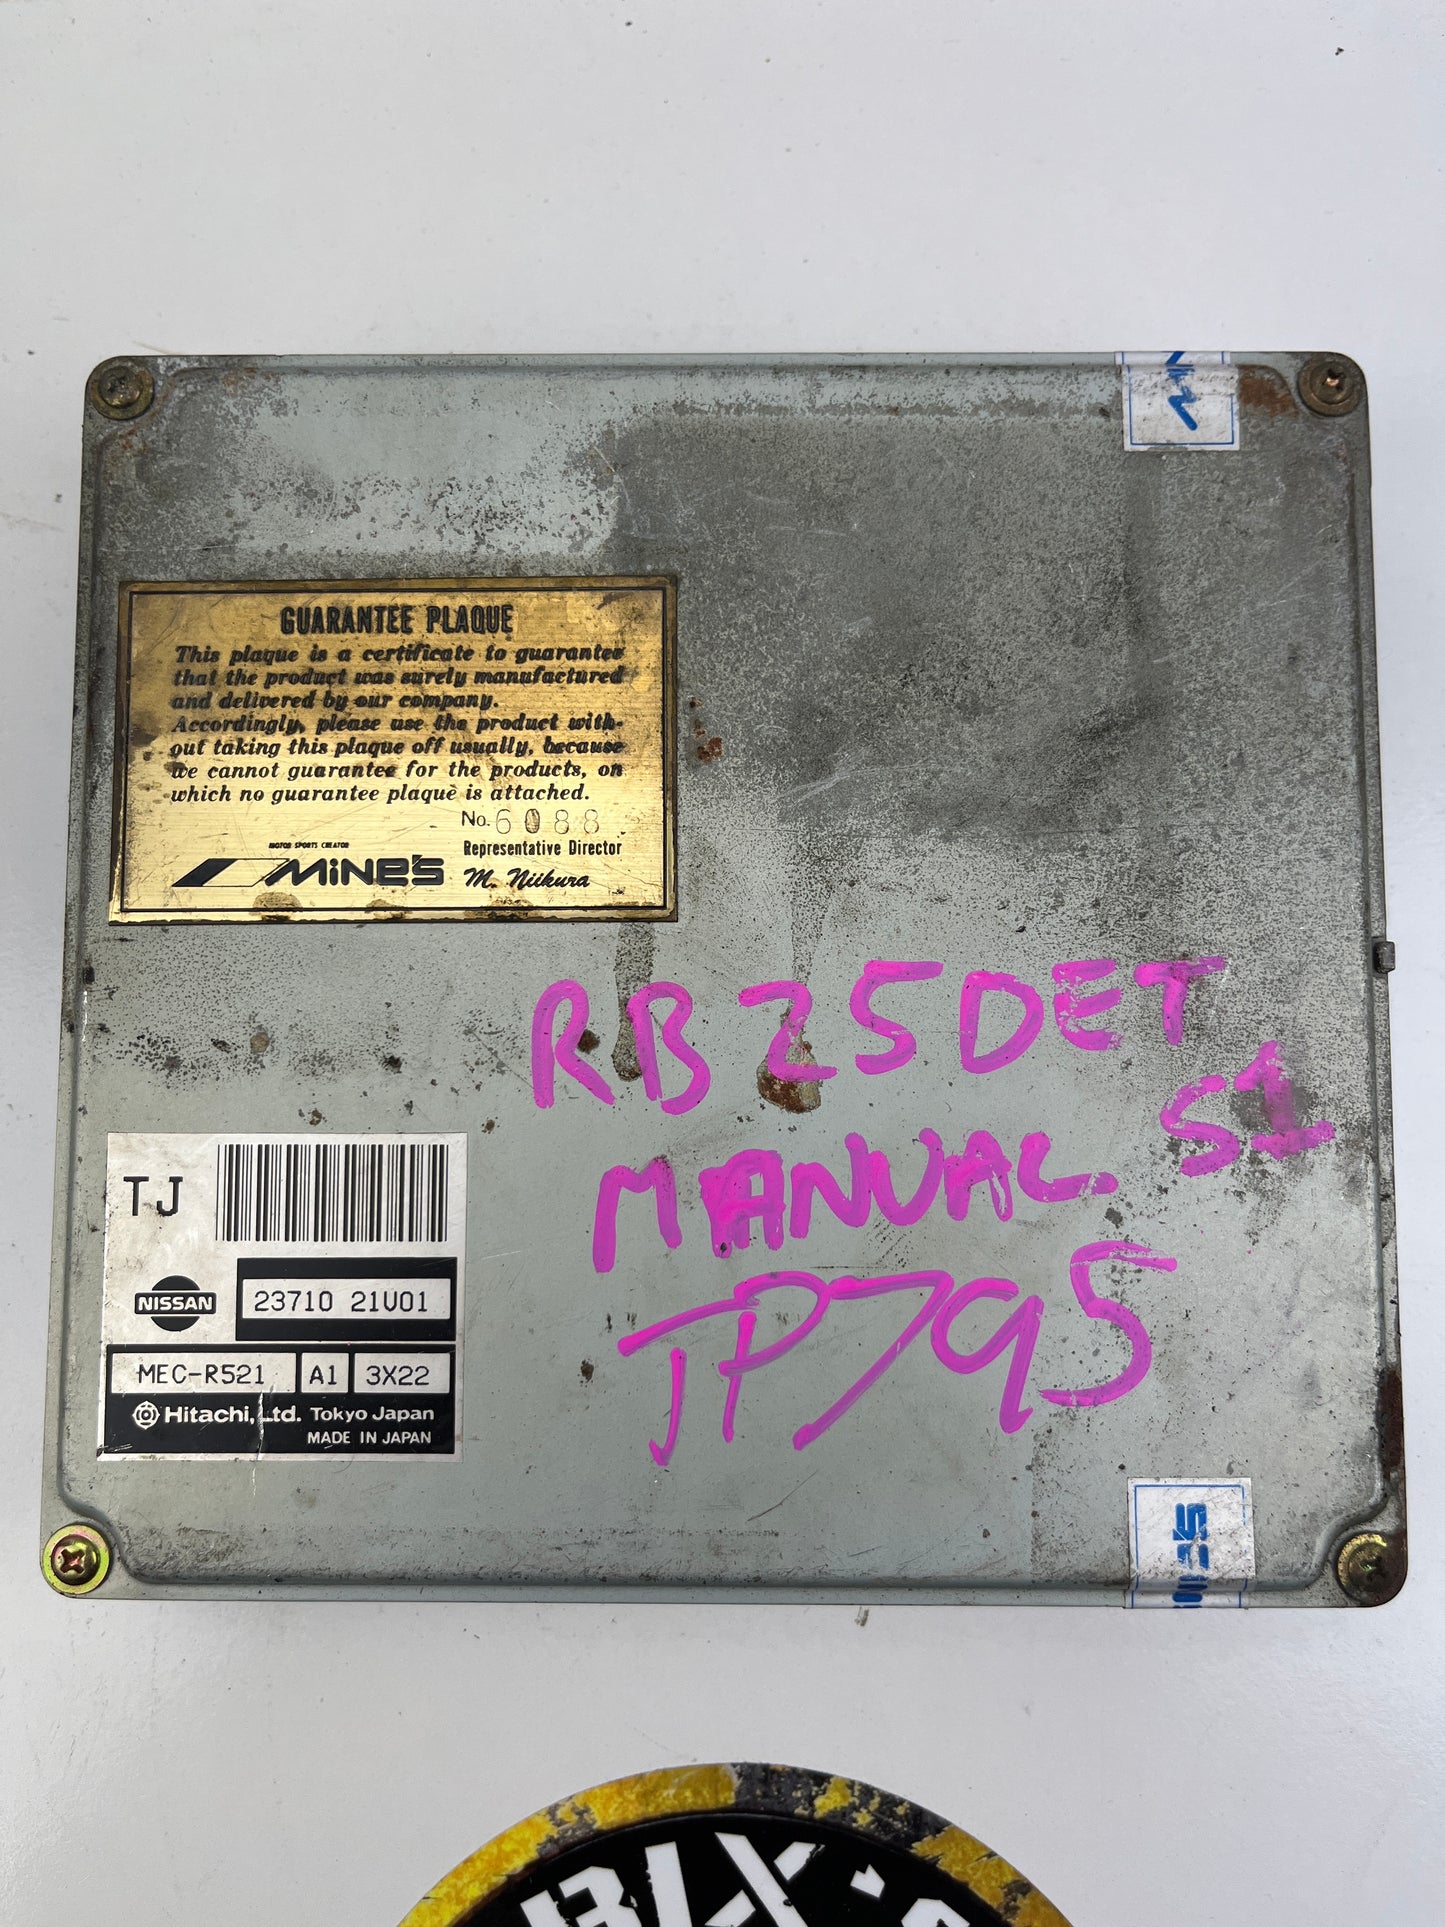 GUARANTEE PLAQUE
This plaque is a certificate to guarantee
that the product was surely manufactured
and delivered by our company.
Accordingly, please use the product with-
out taking this plaque off usually, because
we cannot guarantee for the products, on
which no guarantee plaque is attached.
No. 6088
MOTOR SPORTS CREATOR
MiNe'S
Representative Director
M. Niikura
RB25DET
S1
MANUAL.
JP795
TJ
NISSAN
23710 21U01
MEC-R521 A1 3X22
Hitachi, Ltd. Tokyo Japan
MADE IN JAPAN